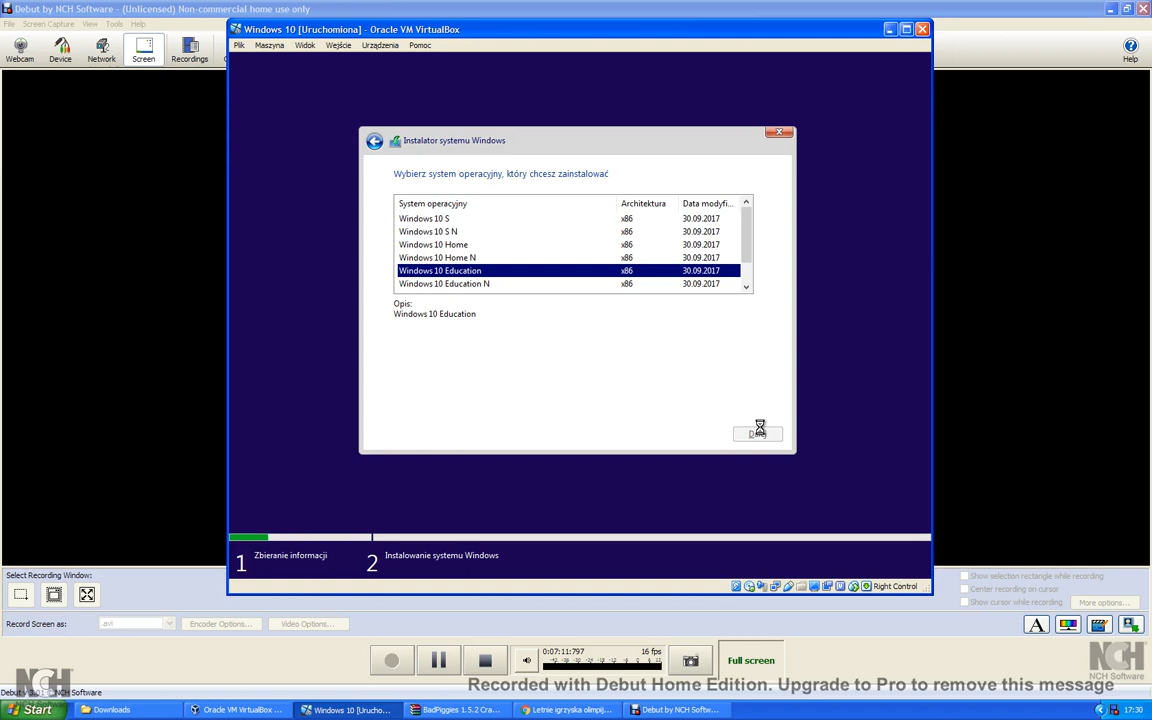 Debut by NCH Software - (Unlicensed) Non-commercial home use only
File Screen Capture View Tools Help
Webcam Device Network Screen Recordings
Help
Windows 10 [Uruchomiona] - Oracle VM VirtualBox
Plik Maszyna Widok Wejście Urządzenia Pomoc
Instalator systemu Windows
Wybierz system operacyjny, który chcesz zainstalować
System operacyjny Architektura Data modyfi...
Windows 10 S x86 30.09.2017
Windows 10 S N x86 30.09.2017
Windows 10 Home x86 30.09.2017
Windows 10 Home N x86 30.09.2017
Windows 10 Education x86 30.09.2017
Windows 10 Education N x86 30.09.2017
Opis:
Windows 10 Education
1 Zbieranie informacji 2 Instalowanie systemu Windows
Right Control
Select Recording Window:
Show selection rectangle while recording
Center recording on cursor
Show cursor while recording More options...
Record Screen as: .avi Encoder Options... Video Options...
A
0:07:11:797 16 fps
Full screen
NCH Software
NCH Software
Recorded with Debut Home Edition. Upgrade to Pro to remove this message
Debut v 3.01 © NCH Software
Start Downloads Oracle VM VirtualBox ... Windows 10 [Urucho... BadPiggies 1.5.2 Cra... Letnie igrzyska olimpij... Debut by NCH Softw... 17:30